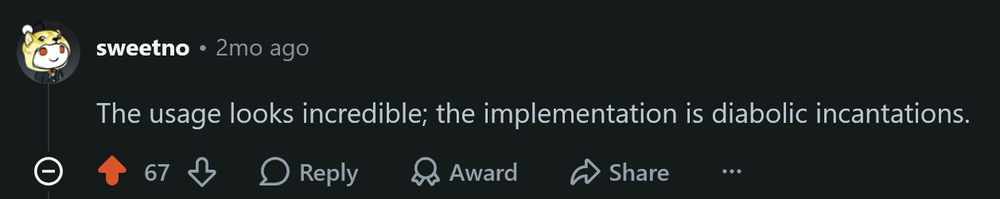 sweetno • 2mo ago
The usage looks incredible; the implementation is diabolic incantations.
67 Reply Award Share ...